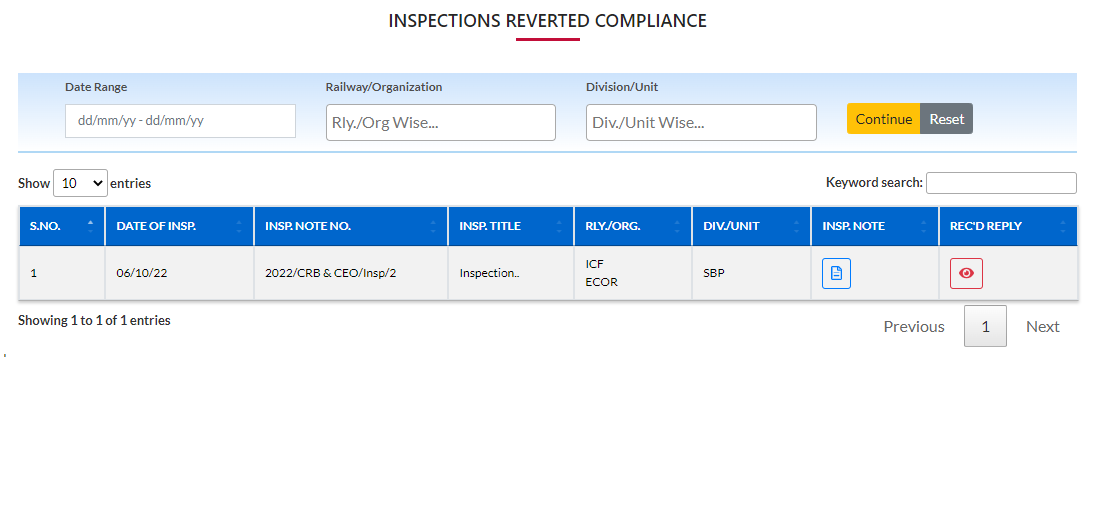 INSPECTIONS REVERTED COMPLIANCE
Date Range Railway/Organization Division/Unit
dd/mm/yy - dd/mm/yy Rly./Org Wise... Div./Unit Wise... Continue Reset
Show 10 entries Keyword search:
S.NO. DATE OF INSP. INSP. NOTE NO. INSP. TITLE RLY./ORG. DIV./UNIT INSP. NOTE REC'D REPLY
1 06/10/22 2022/CRB & CEO/Insp/2 Inspection.. ICF SBP
ECOR
Showing 1 to 1 of 1 entries
Previous 1 Next